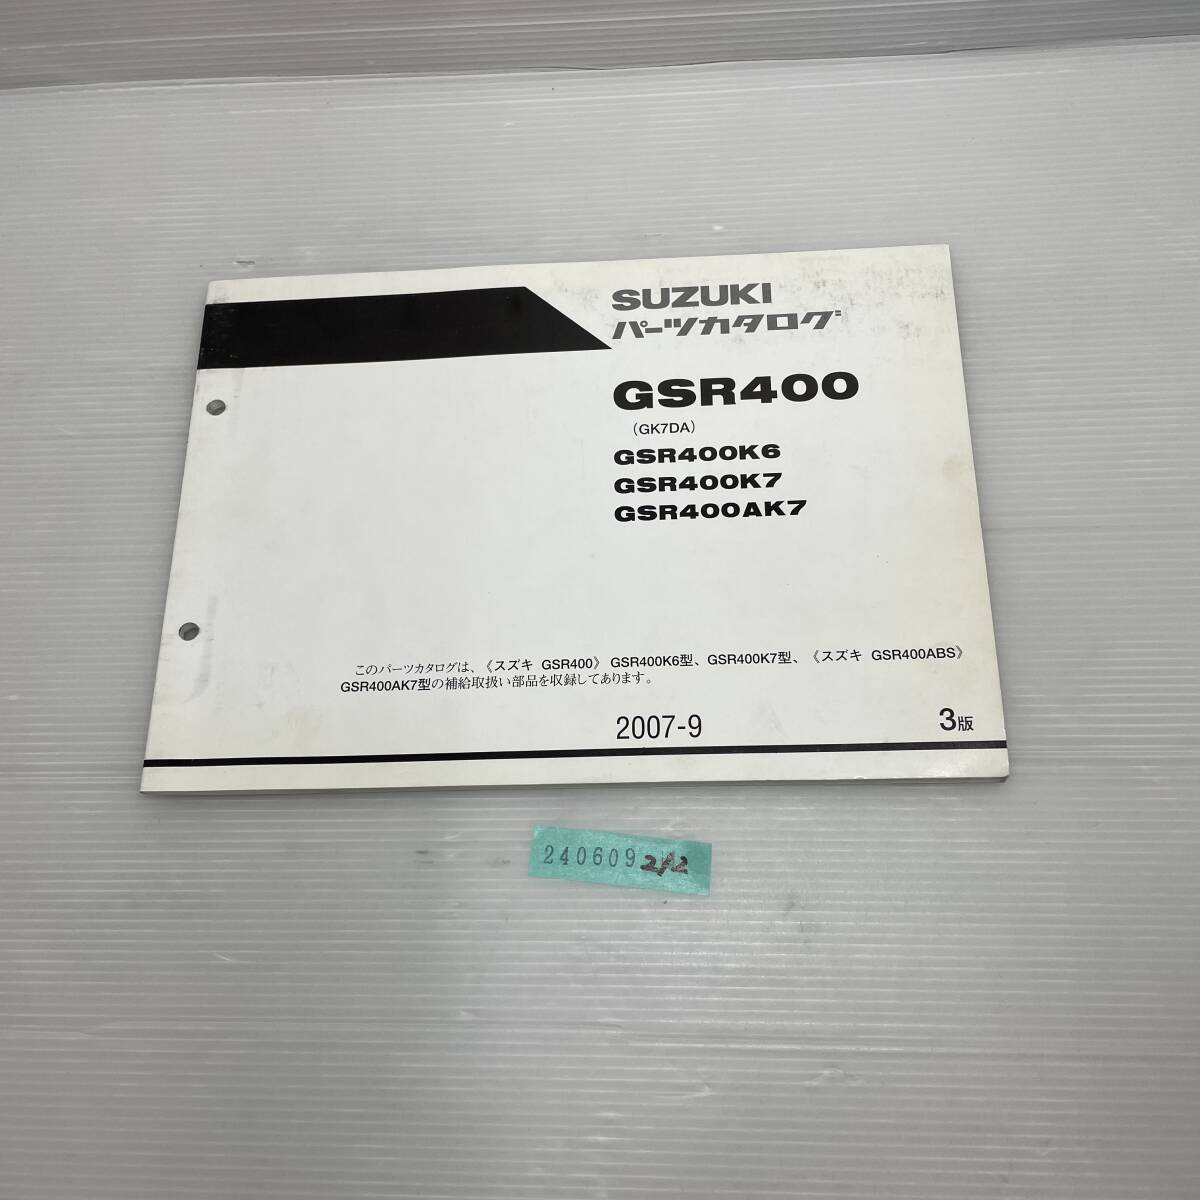 SUZUKI
パーツカタログ
GSR400
(GK7DA)
GSR400K6
GSR400K7
GSR400AK7
このパーツカタログは、《スズキ GSR400》 GSR400K6型、GSR400K7型、《スズキ GSR400ABS》
GSR400AK7型の補給取扱い部品を収録してあります。
2007-9 3版
240609